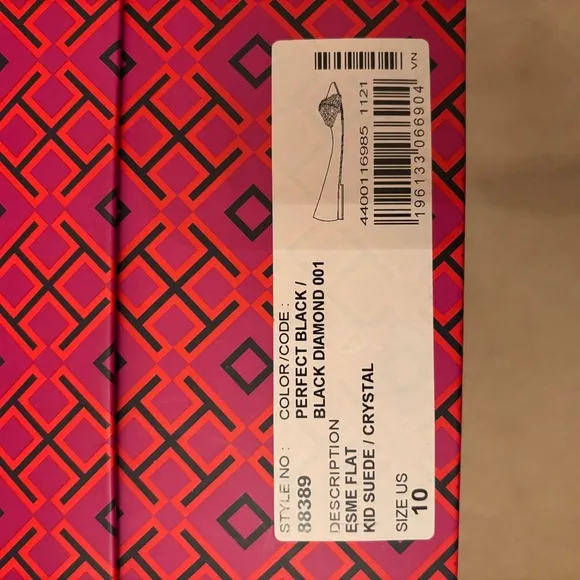 STYLE NO :
88389
COLOR/CODE :
PERFECT BLACK /
BLACK DIAMOND 001
DESCRIPTION
ESME FLAT
KID SUEDE / CRYSTAL
SIZE US
10
VN
4400116985 1121
196133066904